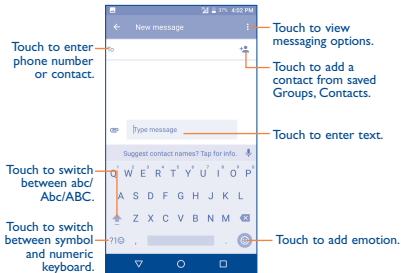 37% 4:02 PM
New message
To
Type message
Suggest contact names? Tap for info.
Q W E R T Y U I O P
A S D F G H J K L
Z X C V B N M
?1☺ , .
Touch to enter
phone number
or contact.
Touch to switch
between abc/
Abc/ABC.
Touch to switch
between symbol
and numeric
keyboard.
Touch to view
messaging options.
Touch to add a
contact from saved
Groups, Contacts.
Touch to enter text.
Touch to add emotion.